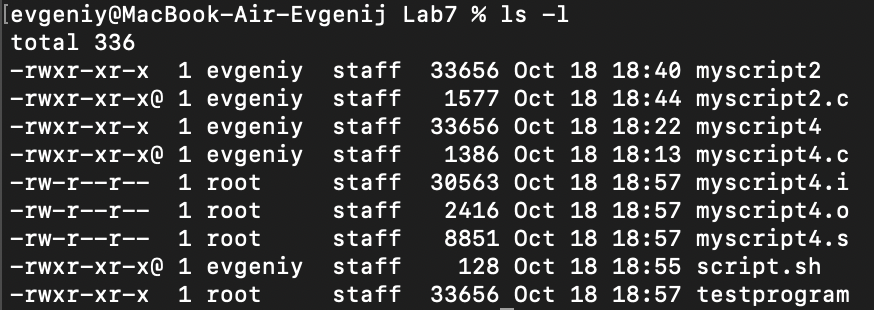 [evgeniy@MacBook-Air-Evgenij Lab7 % ls -l
total 336
-rwxr-xr-x  1 evgeniy  staff  33656 Oct 18 18:40 myscript2
-rwxr-xr-x@ 1 evgeniy  staff   1577 Oct 18 18:44 myscript2.c
-rwxr-xr-x  1 evgeniy  staff  33656 Oct 18 18:22 myscript4
-rwxr-xr-x@ 1 evgeniy  staff   1386 Oct 18 18:13 myscript4.c
-rw-r--r--  1 root     staff  30563 Oct 18 18:57 myscript4.i
-rw-r--r--  1 root     staff   2416 Oct 18 18:57 myscript4.o
-rw-r--r--  1 root     staff   8851 Oct 18 18:57 myscript4.s
-rwxr-xr-x@ 1 evgeniy  staff    128 Oct 18 18:55 script.sh
-rwxr-xr-x  1 root     staff  33656 Oct 18 18:57 testprogram